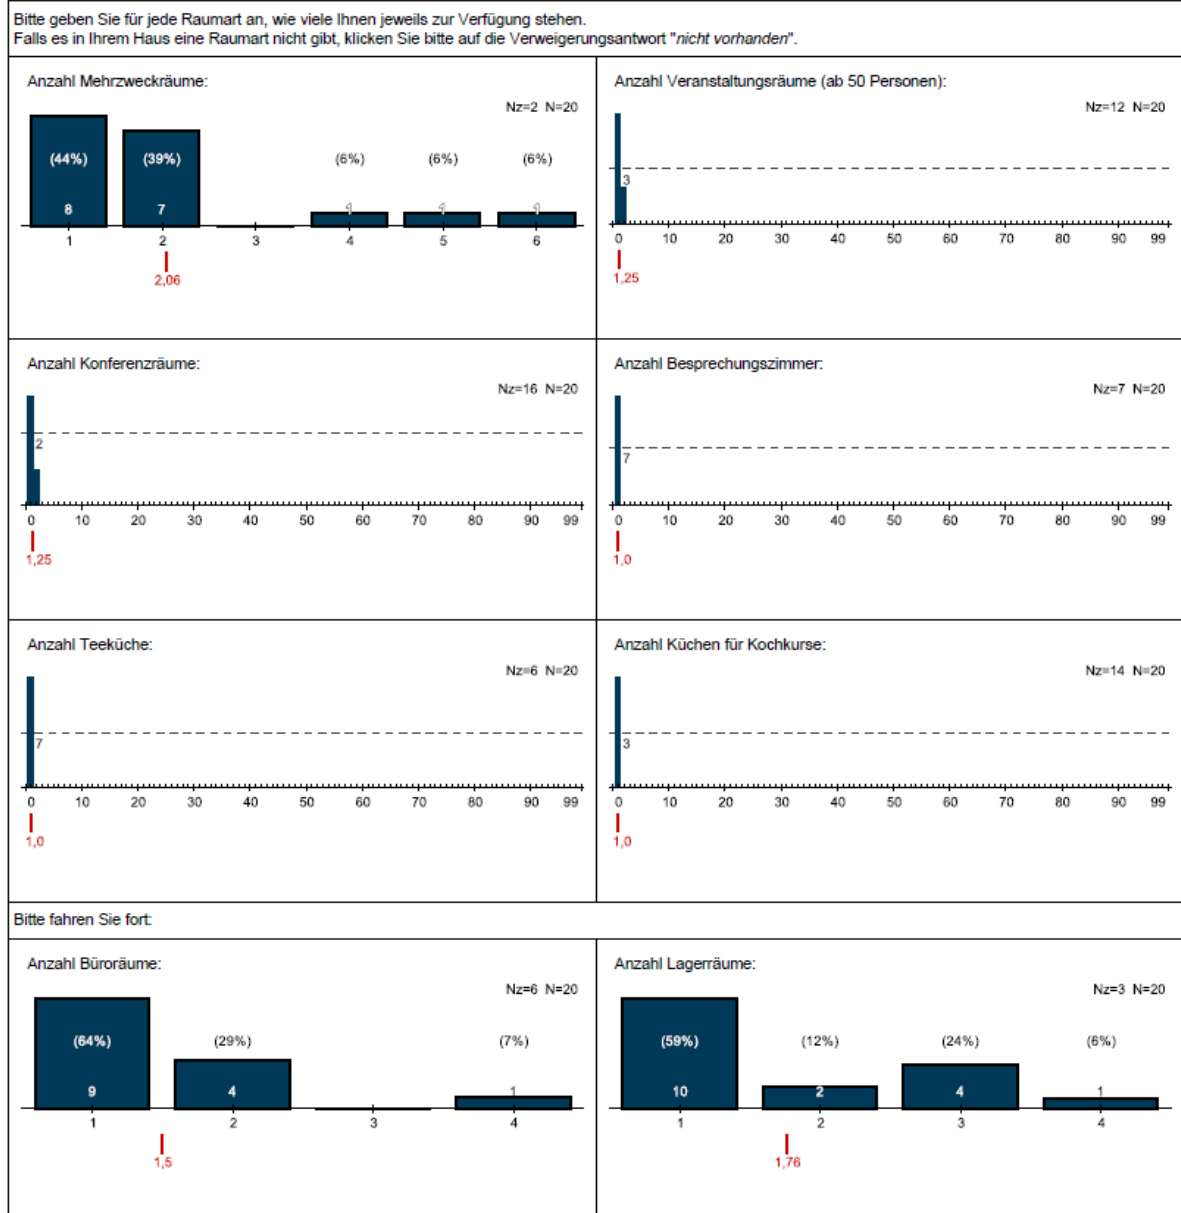 Bitte geben Sie für jede Raumart an, wie viele Ihnen jeweils zur Verfügung stehen.
Falls es in Ihrem Haus eine Raumart nicht gibt, klicken Sie bitte auf die Verweigerungsantwort "nicht vorhanden".
Anzahl Mehrzweckräume:
Nz=2 N=20
(44%) (39%) (6%) (6%) (6%)
8 7 1 1 1
1 2 3 4 5 6
2,06
Anzahl Veranstaltungsräume (ab 50 Personen):
Nz=12 N=20
3
0 10 20 30 40 50 60 70 80 90 99
1,25
Anzahl Konferenzräume:
Nz=16 N=20
2
0 10 20 30 40 50 60 70 80 90 99
1,25
Anzahl Besprechungszimmer:
Nz=7 N=20
7
0 10 20 30 40 50 60 70 80 90 99
1,0
Anzahl Teeküche:
Nz=6 N=20
7
0 10 20 30 40 50 60 70 80 90 99
1,0
Anzahl Küchen für Kochkurse:
Nz=14 N=20
3
0 10 20 30 40 50 60 70 80 90 99
1,0
Bitte fahren Sie fort:
Anzahl Büroräume:
Nz=6 N=20
(64%) (29%) (7%)
9 4 1
1 2 3 4
1,5
Anzahl Lagerräume:
Nz=3 N=20
(59%) (12%) (24%) (6%)
10 2 4 1
1 2 3 4
1,76